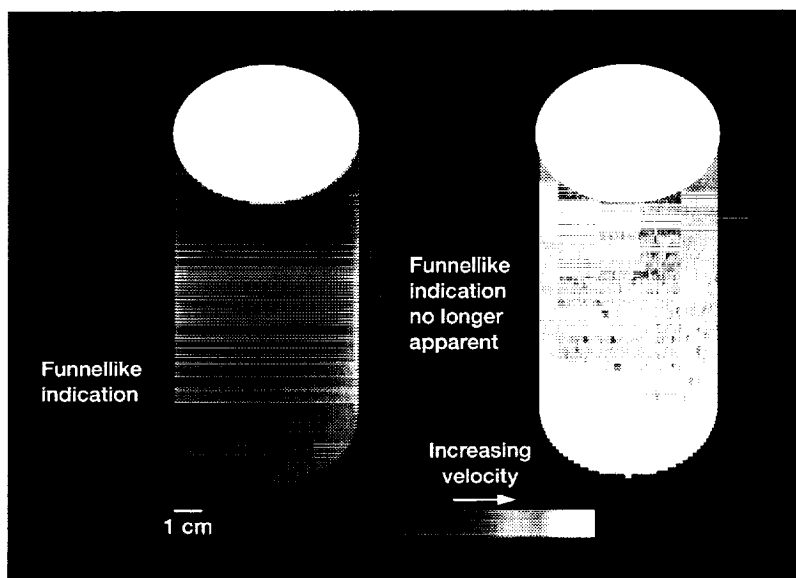 Funnellike
indication
Funnellike
indication
no longer
apparent
Increasing
velocity
1 cm